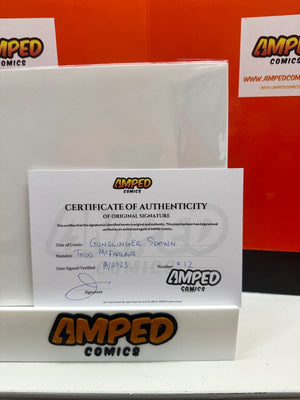 AMPED
COMICS
AMPED
COMICS
AMPED
COMICS
CERTIFICATE OF AUTHENTICITY
OF ORIGINAL SIGNATURE
Title of Comic: GUNSLINGER SPAWN
Name(s): TODD McFARLANE
Date Signed/Verified: 8/2023 Number: #12
Signature
AMPED
COMICS
AMPED
COMICS